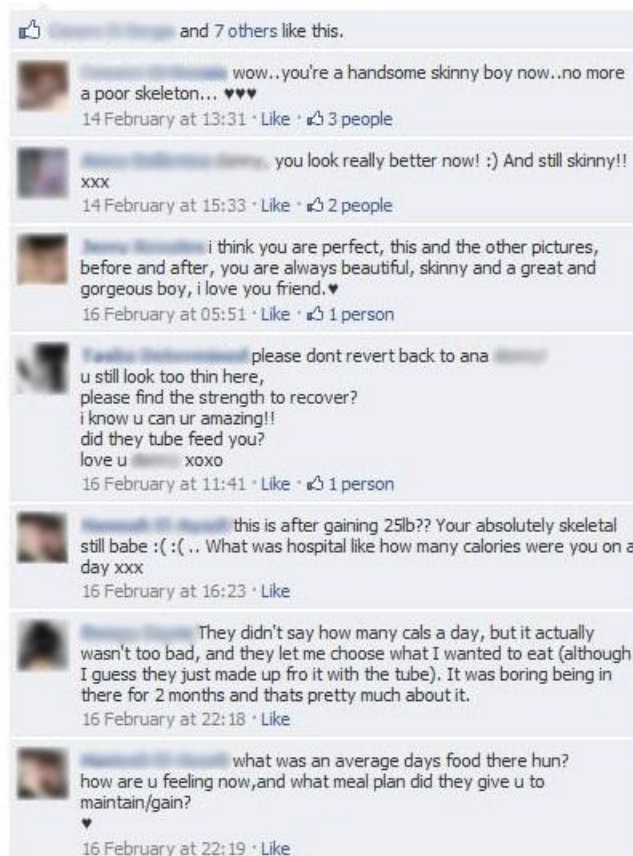 and 7 others like this.
wow..you're a handsome skinny boy now..no more
a poor skeleton... ♥♥♥
14 February at 13:31 · Like · 3 people
you look really better now! :) And still skinny!!
xxx
14 February at 15:33 · Like · 2 people
i think you are perfect, this and the other pictures,
before and after, you are always beautiful, skinny and a great and
gorgeous boy, i love you friend.♥
16 February at 05:51 · Like · 1 person
please dont revert back to ana
u still look too thin here,
please find the strength to recover?
i know u can ur amazing!!
did they tube feed you?
love u xoxo
16 February at 11:41 · Like · 1 person
this is after gaining 25lb?? Your absolutely skeletal
still babe :( :( .. What was hospital like how many calories were you on a
day xxx
16 February at 16:23 · Like
They didn't say how many cals a day, but it actually
wasn't too bad, and they let me choose what I wanted to eat (although
I guess they just made up fro it with the tube). It was boring being in
there for 2 months and thats pretty much about it.
16 February at 22:18 · Like
what was an average days food there hun?
how are u feeling now,and what meal plan did they give u to
maintain/gain?
♥
16 February at 22:19 · Like